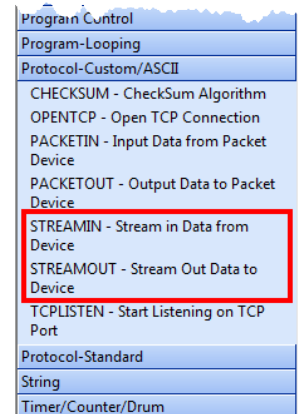 Program Control
Program-Looping
Protocol-Custom/ASCII
CHECKSUM - CheckSum Algorithm
OPENTCP - Open TCP Connection
PACKETIN - Input Data from Packet
Device
PACKETOUT - Output Data to Packet
Device
STREAMIN - Stream in Data from
Device
STREAMOUT - Stream Out Data to
Device
TCPLISTEN - Start Listening on TCP
Port
Protocol-Standard
String
Timer/Counter/Drum